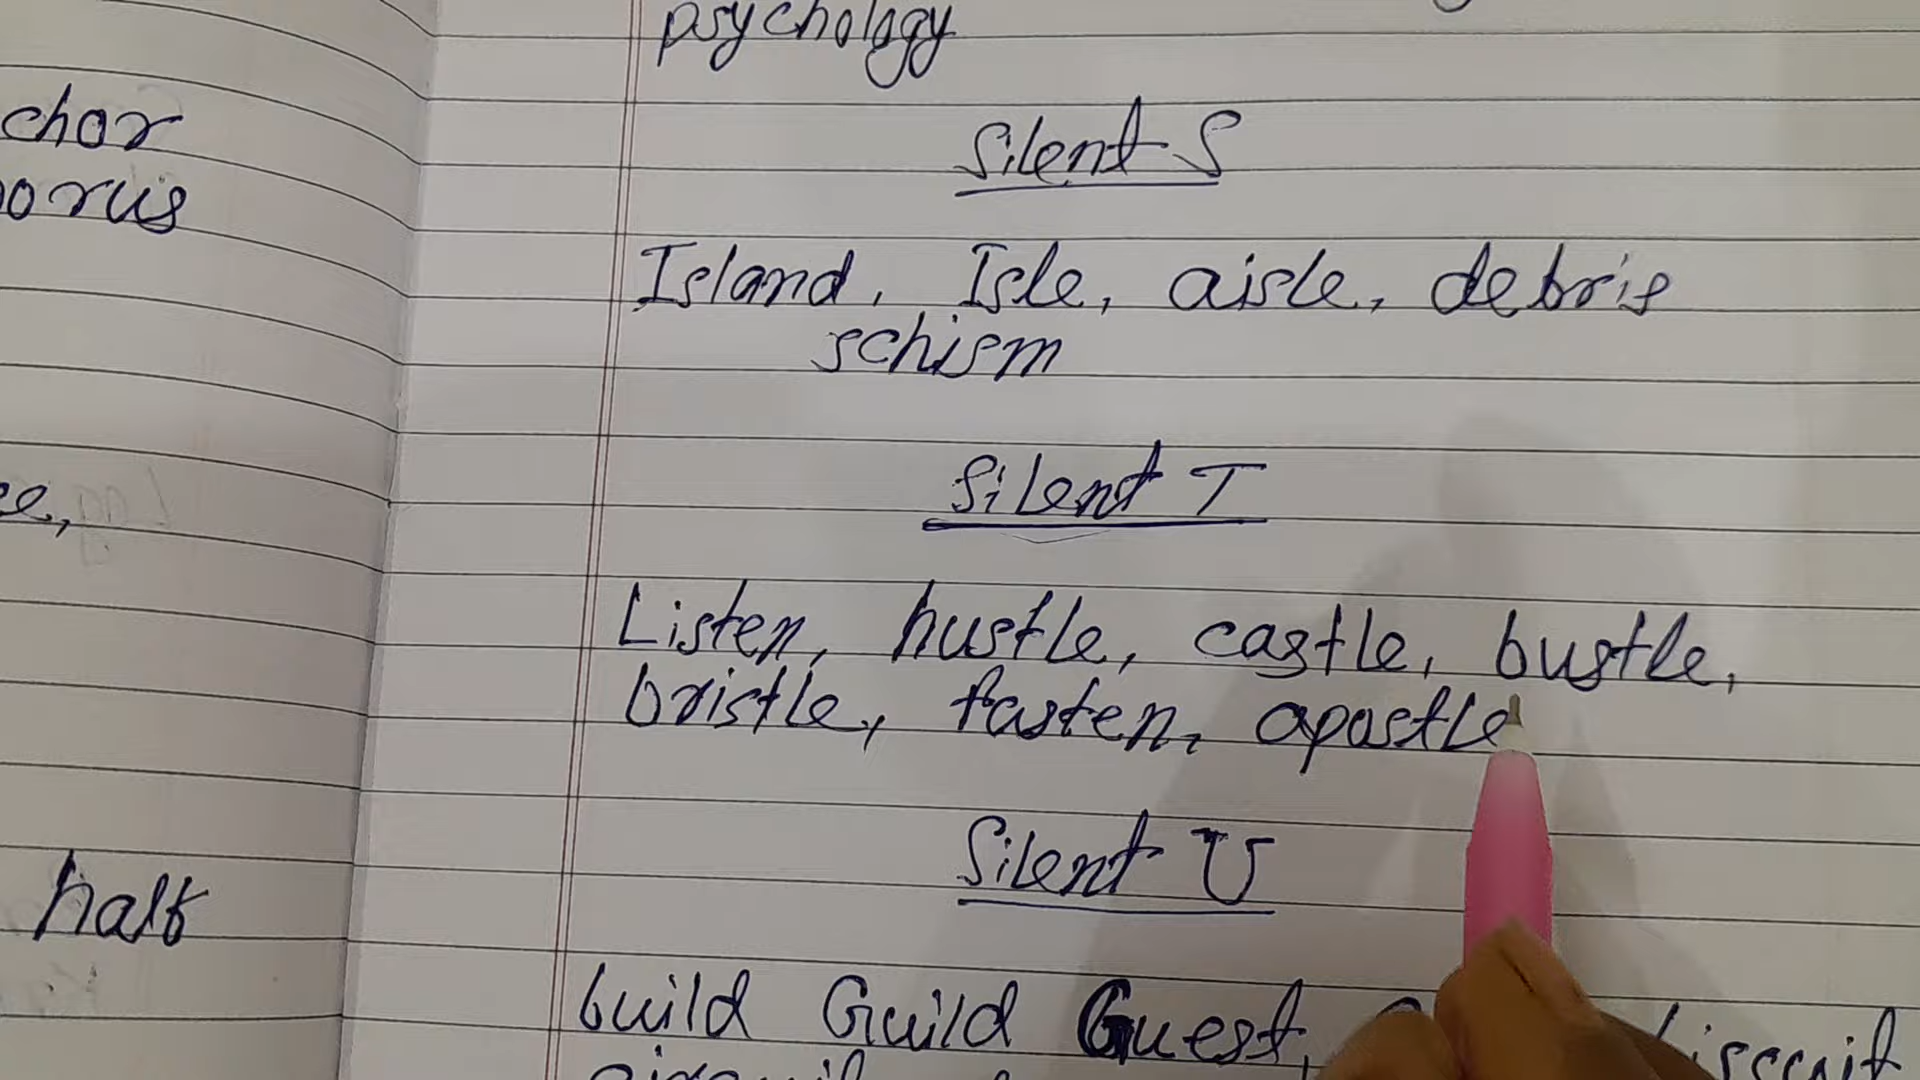 chor
orus
e,
half
psychology
Silent S
Island, Isle, aisle, debris
schism
Silent T
Listen, hustle, castle, bustle,
bristle, fasten, apostle
Silent U
build Guild Guest,